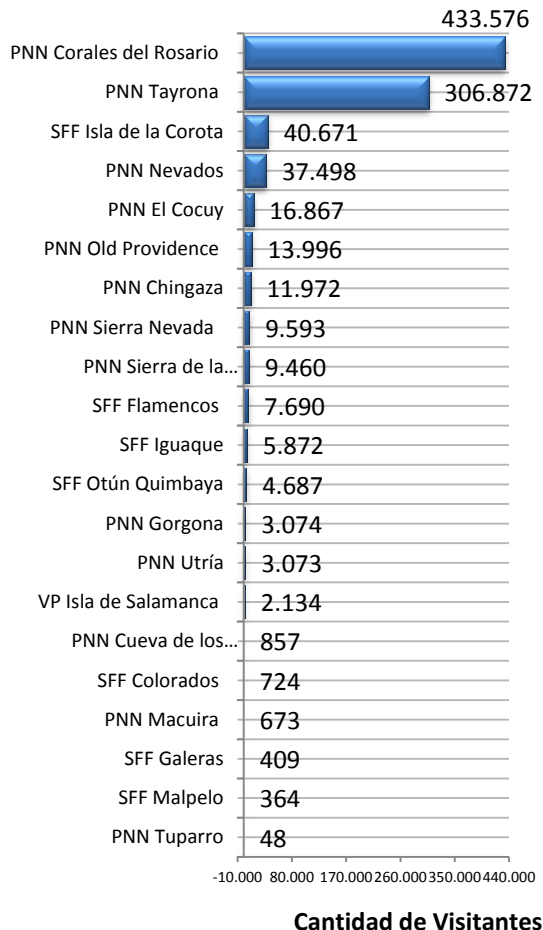 433.576
PNN Corales del Rosario
PNN Tayrona 306.872
SFF Isla de la Corota 40.671
PNN Nevados 37.498
PNN El Cocuy 16.867
PNN Old Providence 13.996
PNN Chingaza 11.972
PNN Sierra Nevada 9.593
PNN Sierra de la... 9.460
SFF Flamencos 7.690
SFF Iguaque 5.872
SFF Otún Quimbaya 4.687
PNN Gorgona 3.074
PNN Utría 3.073
VP Isla de Salamanca 2.134
PNN Cueva de los... 857
SFF Colorados 724
PNN Macuira 673
SFF Galeras 409
SFF Malpelo 364
PNN Tuparro 48
-10.000 80.000 170.000 260.000 350.000 440.000
Cantidad de Visitantes